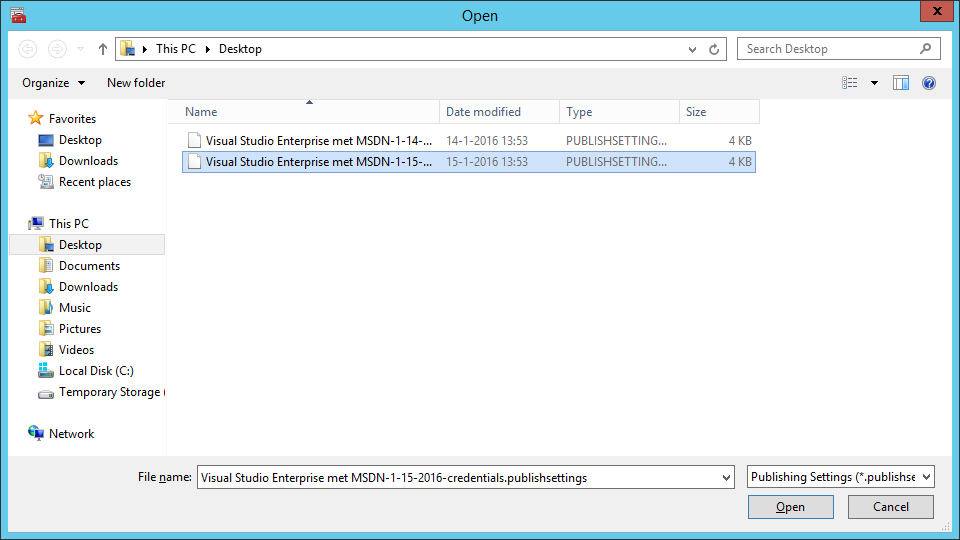 Open
This PC Desktop
Search Desktop
Organize New folder
Name Date modified Type Size
Visual Studio Enterprise met MSDN-1-14-... 14-1-2016 13:53 PUBLISHSETTING... 4 KB
Visual Studio Enterprise met MSDN-1-15-... 15-1-2016 13:53 PUBLISHSETTING... 4 KB
Favorites
Desktop
Downloads
Recent places
This PC
Desktop
Documents
Downloads
Music
Pictures
Videos
Local Disk (C:)
Temporary Storage (
Network
File name: Visual Studio Enterprise met MSDN-1-15-2016-credentials.publishsettings
Publishing Settings (*.publishse
Open Cancel